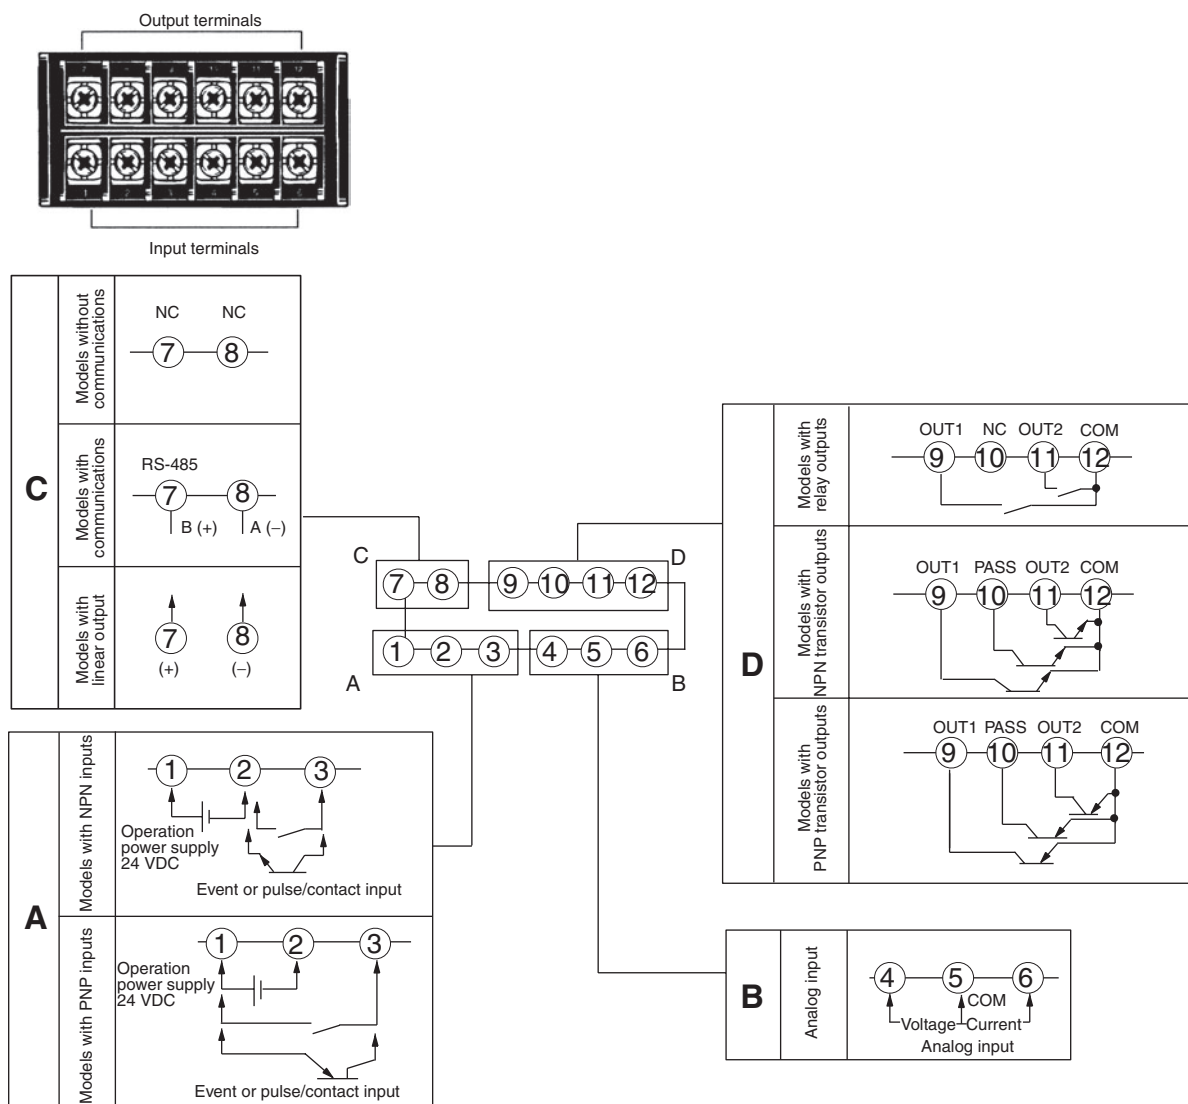 Output terminals
Input terminals
C
Models without
communications
NC NC
7 8
Models with
communications
RS-485
7 8
B (+) A (−)
Models with
linear output
7 8
(+) (−)
C D
7 8 9 10 11 12
1 2 3 4 5 6
A B
D
Models with
relay outputs
OUT1 NC OUT2 COM
9 10 11 12
Models with
NPN transistor outputs
OUT1 PASS OUT2 COM
9 10 11 12
Models with
PNP transistor outputs
OUT1 PASS OUT2 COM
9 10 11 12
A
Models with NPN inputs
1 2 3
Operation
power supply
24 VDC
Event or pulse/contact input
Models with PNP inputs
1 2 3
Operation
power supply
24 VDC
Event or pulse/contact input
B
Analog input
4 5 6
COM
Voltage Current
Analog input